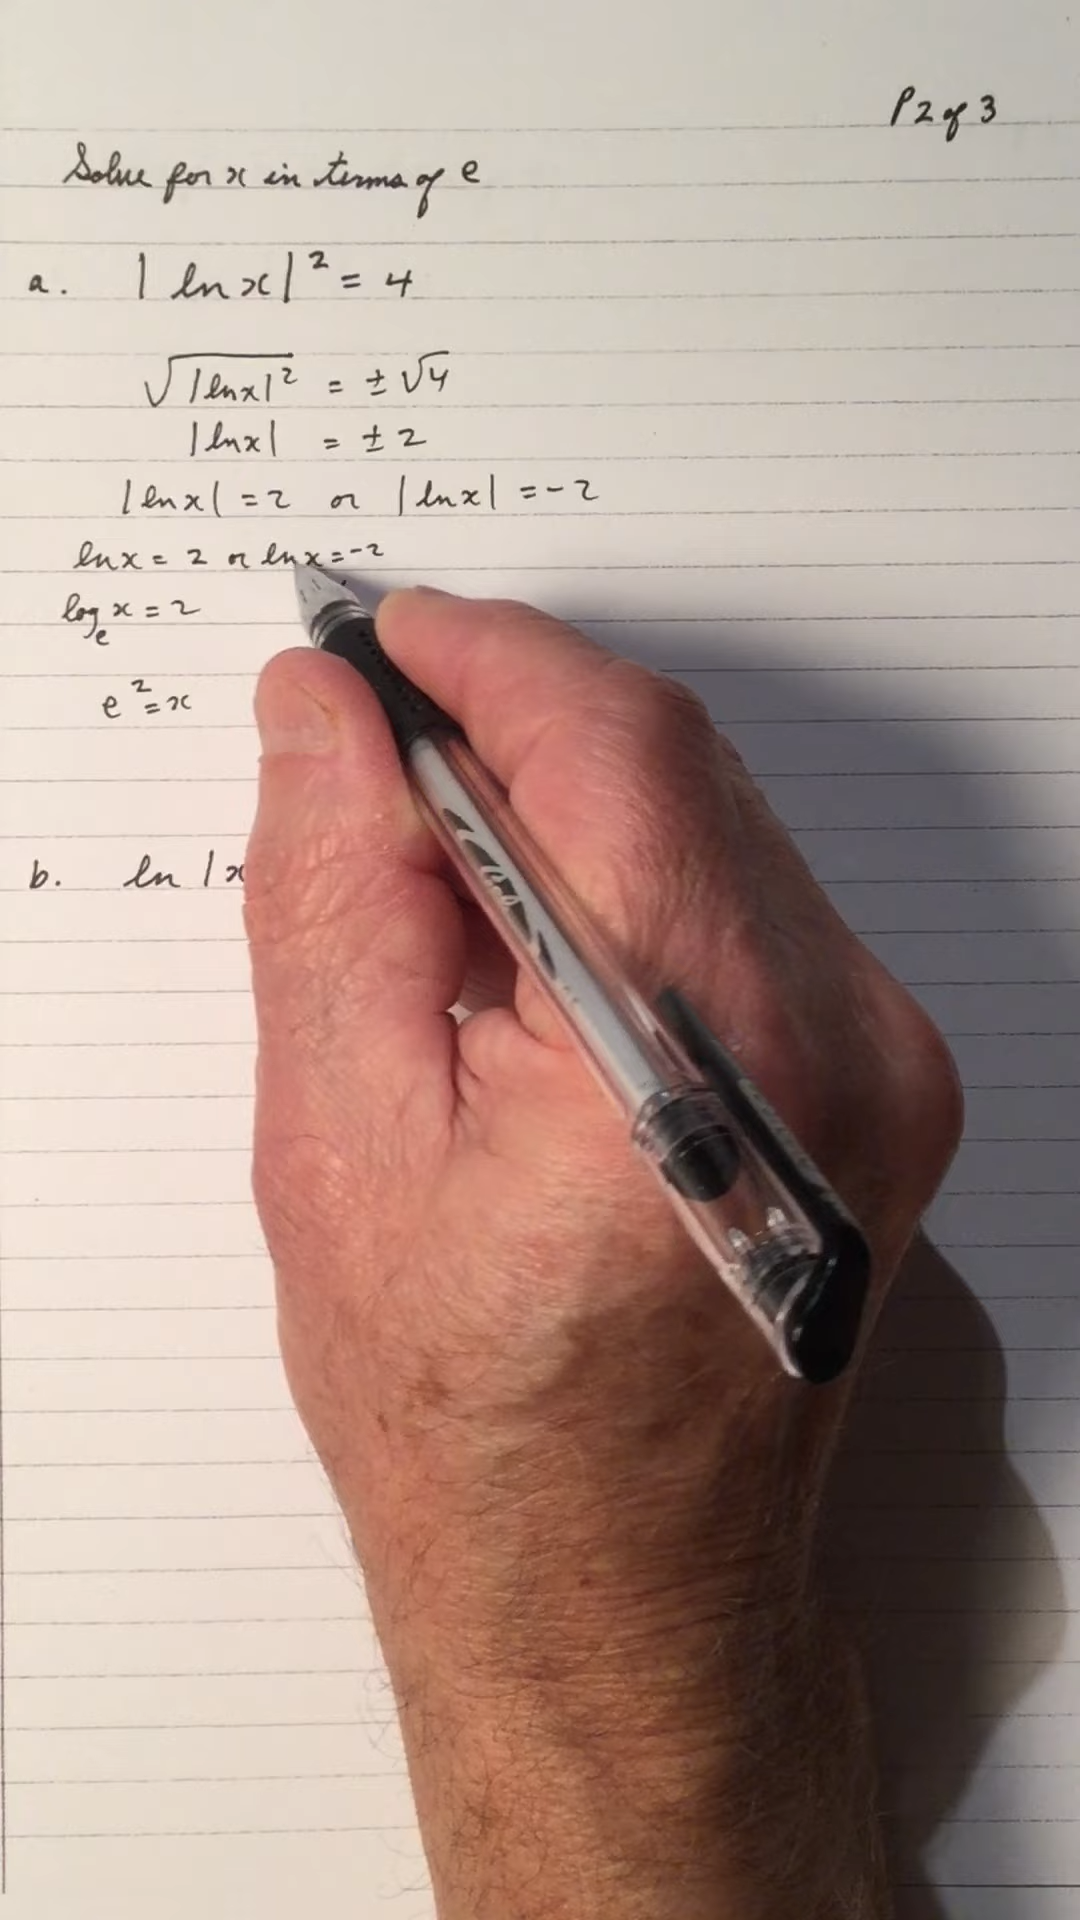 P2 of 3
Solve for x in terms of e
a. |ln x|² = 4
√|lnx|² = ± √4
|lnx| = ± 2
|lnx| = 2 or |lnx| = -2
lnx = 2 or lnx = -2
logₑ x = 2
e² = x
b. ln |x